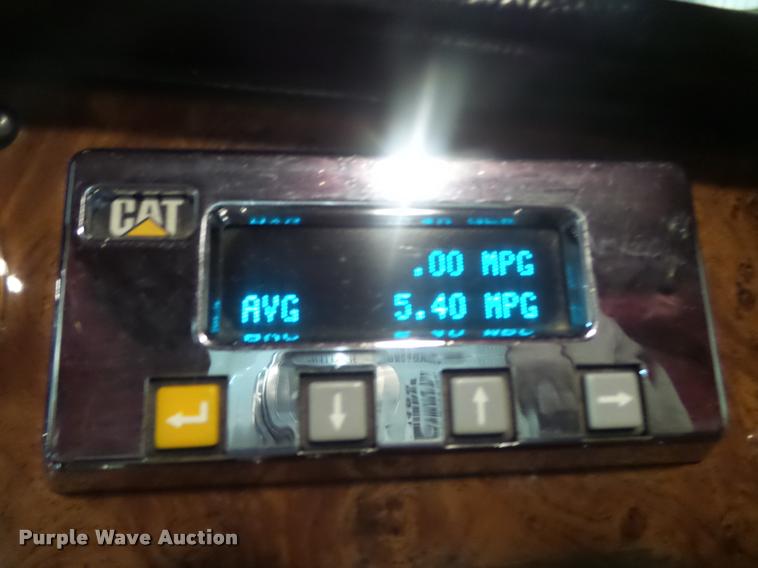 CAT
.00 MPG
AVG 5.40 MPG
Purple Wave Auction